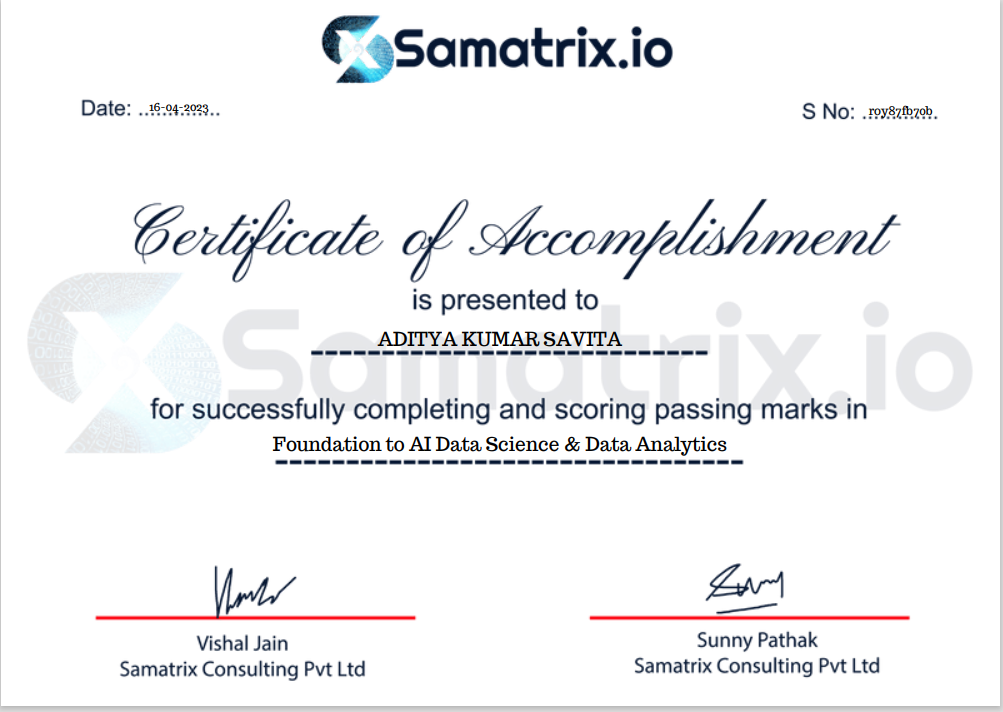 Samatrix.io
Date: ..16-04-2023..
S No: ..roy87fb70b.
Certificate of Accomplishment
is presented to
ADITYA KUMAR SAVITA
Samatrix.io
for successfully completing and scoring passing marks in
Foundation to AI Data Science & Data Analytics
Vishal Jain
Samatrix Consulting Pvt Ltd
Sunny Pathak
Samatrix Consulting Pvt Ltd